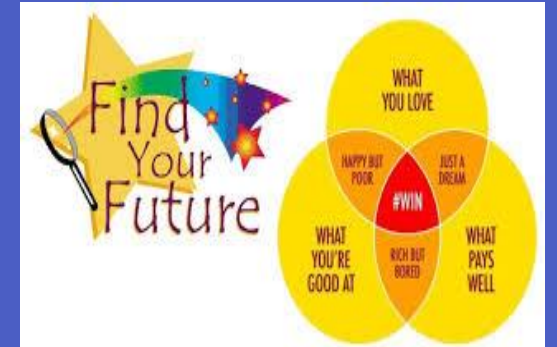 Find
Your
Future
WHAT
YOU LOVE
HAPPY BUT
POOR
JUST A
DREAM
#WIN
WHAT
YOU'RE
GOOD AT
RICH BUT
BORED
WHAT
PAYS
WELL